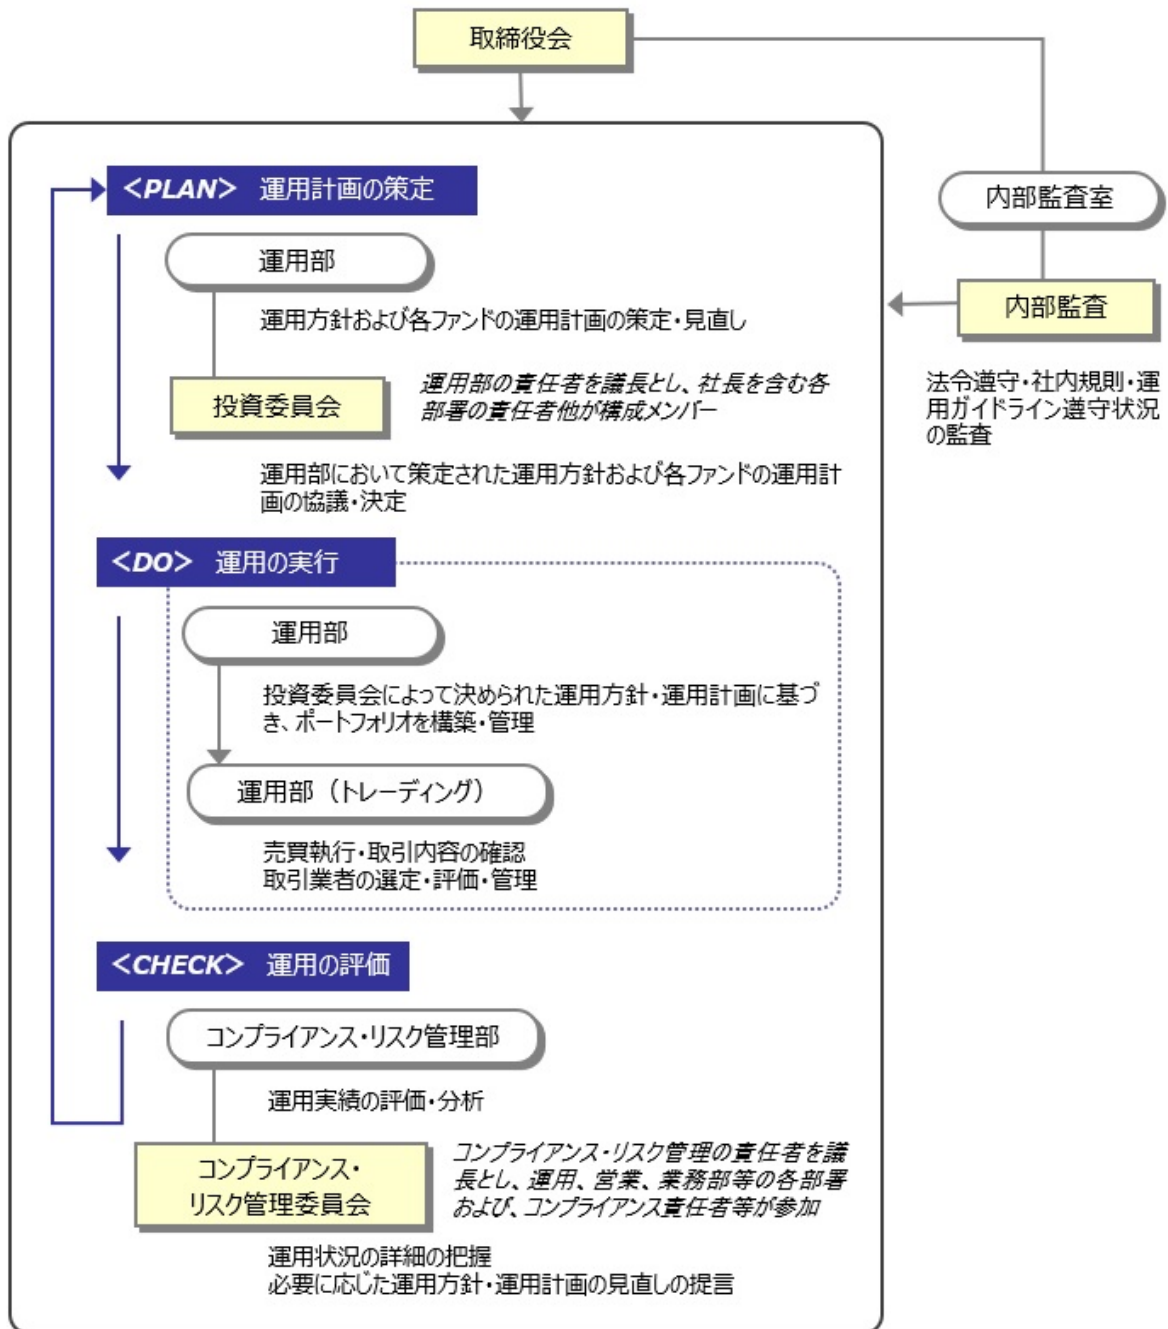 取締役会
<PLAN> 運用計画の策定
運用部
運用方針および各ファンドの運用計画の策定・見直し
投資委員会
運用部の責任者を議長とし、社長を含む各
部署の責任者他が構成メンバー
運用部において策定された運用方針および各ファンドの運用計
画の協議・決定
内部監査室
内部監査
法令遵守・社内規則・運
用ガイドライン遵守状況
の監査
<DO> 運用の実行
運用部
投資委員会によって決められた運用方針・運用計画に基づ
き、ポートフォリオを構築・管理
運用部（トレーディング）
売買執行・取引内容の確認
取引業者の選定・評価・管理
<CHECK> 運用の評価
コンプライアンス・リスク管理部
運用実績の評価・分析
コンプライアンス・
リスク管理委員会
コンプライアンス・リスク管理の責任者を議
長とし、運用、営業、業務部等の各部署
および、コンプライアンス責任者等が参加
運用状況の詳細の把握
必要に応じた運用方針・運用計画の見直しの提言